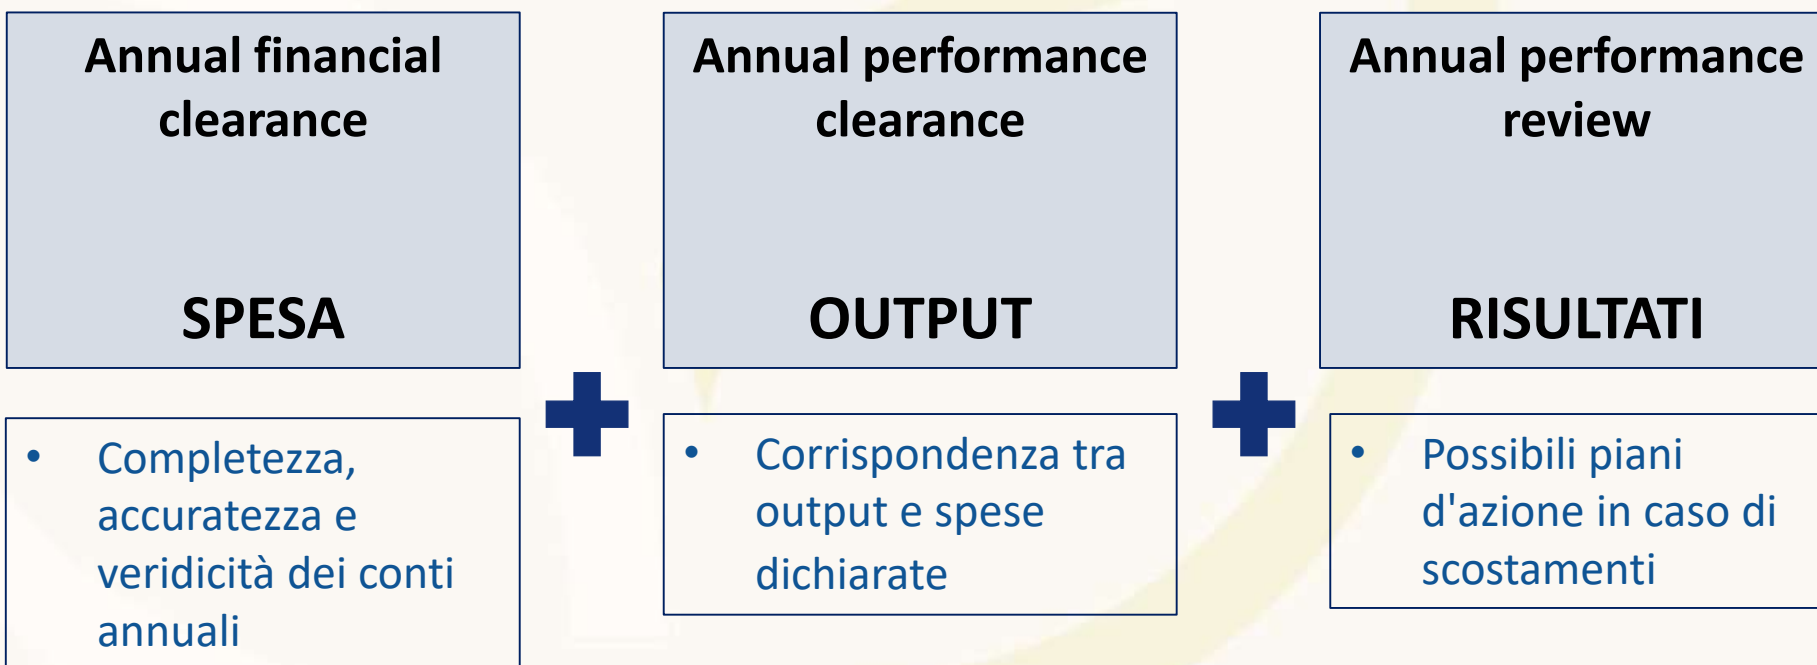 Annual financial
clearance
SPESA
• Completezza,
accuratezza e
veridicità dei conti
annuali
Annual performance
clearance
OUTPUT
• Corrispondenza tra
output e spese
dichiarate
Annual performance
review
RISULTATI
• Possibili piani
d'azione in caso di
scostamenti